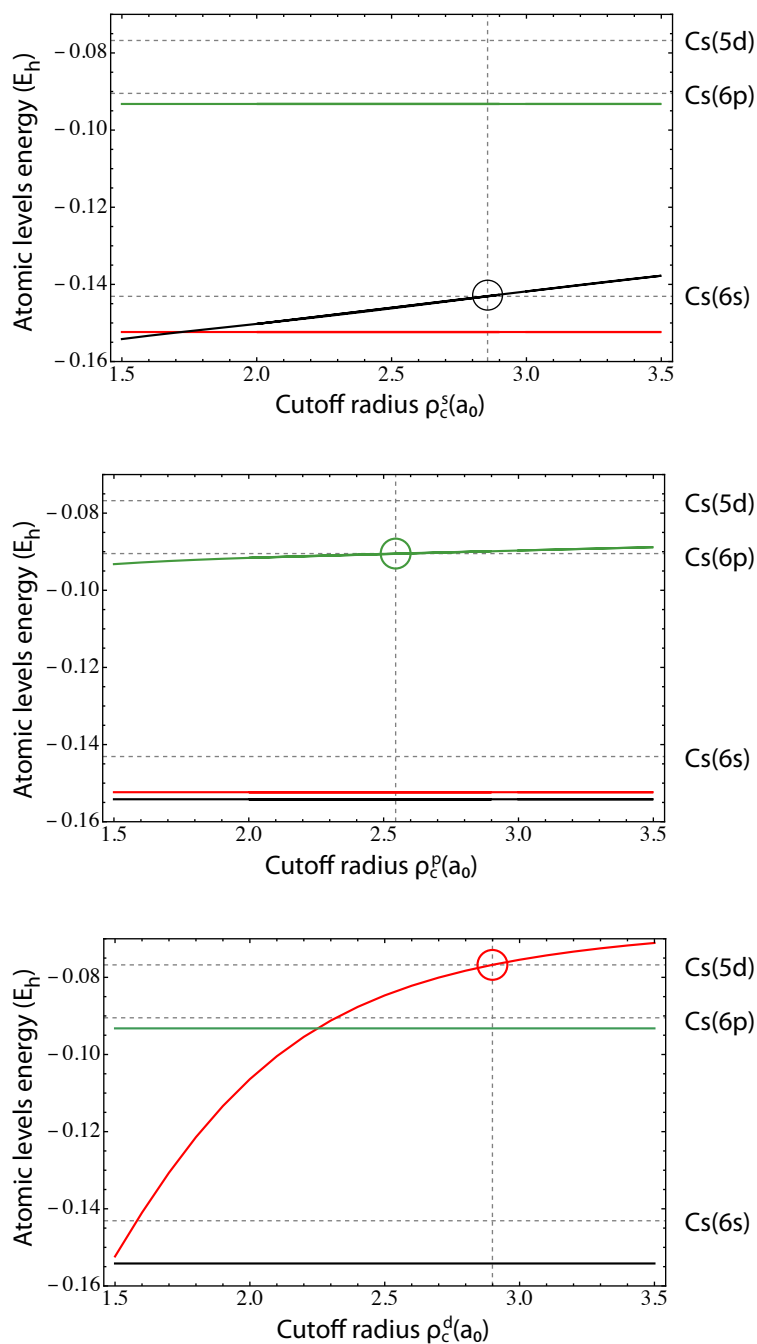 Atomic levels energy (Eₕ)
−0.08
−0.10
−0.12
−0.14
−0.16
1.5 2.0 2.5 3.0 3.5
Cutoff radius ρ_c^s(a₀)
Cs(5d)
Cs(6p)
Cs(6s)
Atomic levels energy (Eₕ)
−0.08
−0.10
−0.12
−0.14
−0.16
1.5 2.0 2.5 3.0 3.5
Cutoff radius ρ_c^p(a₀)
Cs(5d)
Cs(6p)
Cs(6s)
Atomic levels energy (Eₕ)
−0.08
−0.10
−0.12
−0.14
−0.16
1.5 2.0 2.5 3.0 3.5
Cutoff radius ρ_c^d(a₀)
Cs(5d)
Cs(6p)
Cs(6s)